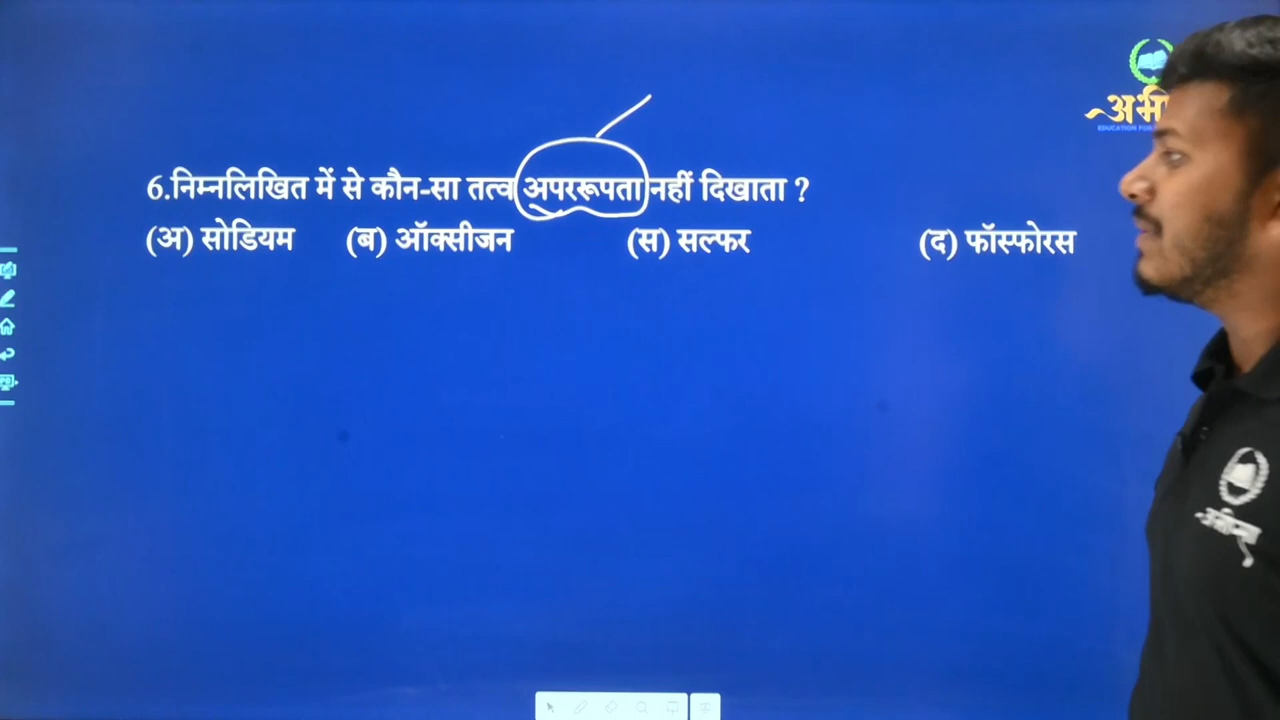 6.निम्नलिखित में से कौन-सा तत्व अपररूपता नहीं दिखाता ?
(अ) सोडियम (ब) ऑक्सीजन (स) सल्फर (द) फॉस्फोरस